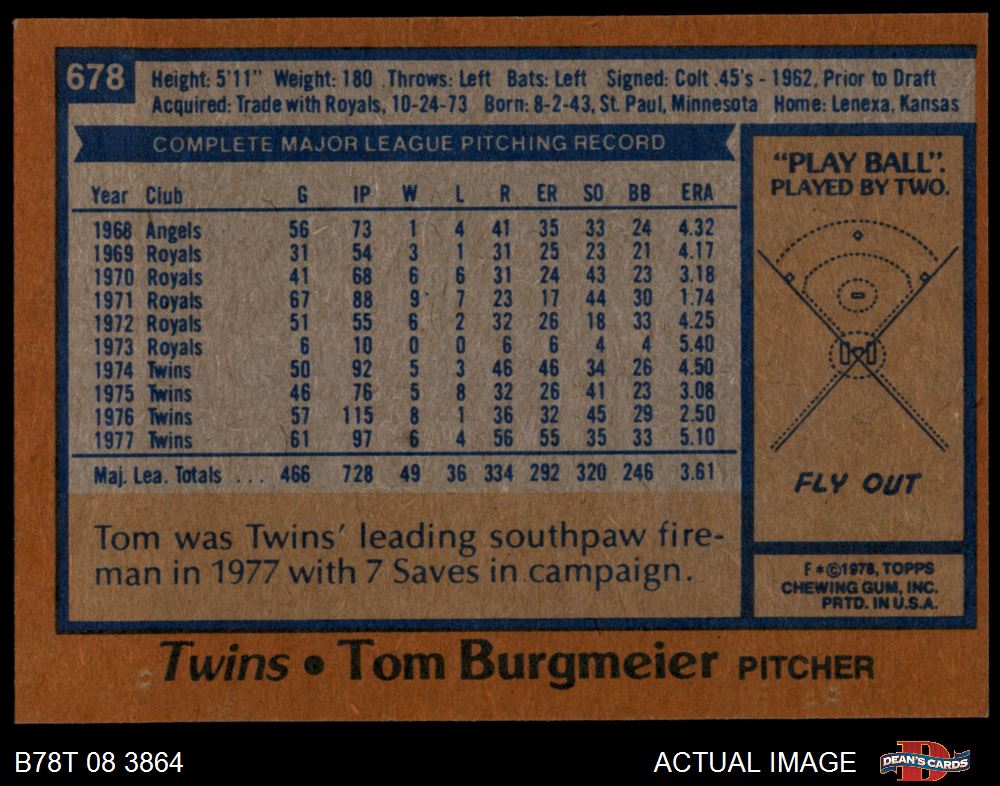 678
Height: 5'11" Weight: 180 Throws: Left Bats: Left Signed: Colt .45's - 1962, Prior to Draft
Acquired: Trade with Royals, 10-24-73 Born: 8-2-43, St. Paul, Minnesota Home: Lenexa, Kansas
COMPLETE MAJOR LEAGUE PITCHING RECORD
Year Club G IP W L R ER SO BB ERA
1968 Angels 56 73 1 4 41 35 33 24 4.32
1969 Royals 31 54 3 1 31 25 23 21 4.17
1970 Royals 41 68 6 6 31 24 43 23 3.18
1971 Royals 67 88 9 7 23 17 44 30 1.74
1972 Royals 51 55 6 2 32 26 18 33 4.25
1973 Royals 6 10 0 0 6 6 4 4 5.40
1974 Twins 50 92 5 3 46 46 34 26 4.50
1975 Twins 46 76 5 8 32 26 41 23 3.08
1976 Twins 57 115 8 1 36 32 45 29 2.50
1977 Twins 61 97 6 4 56 55 35 33 5.10
Maj. Lea. Totals ... 466 728 49 36 334 292 320 246 3.61
Tom was Twins' leading southpaw fire-
man in 1977 with 7 Saves in campaign.
"PLAY BALL".
PLAYED BY TWO.
FLY OUT
F*©1978, TOPPS
CHEWING GUM, INC.
PRTD. IN U.S.A.
Twins • Tom Burgmeier PITCHER
B78T 08 3864
ACTUAL IMAGE
D
DEAN'S CARDS